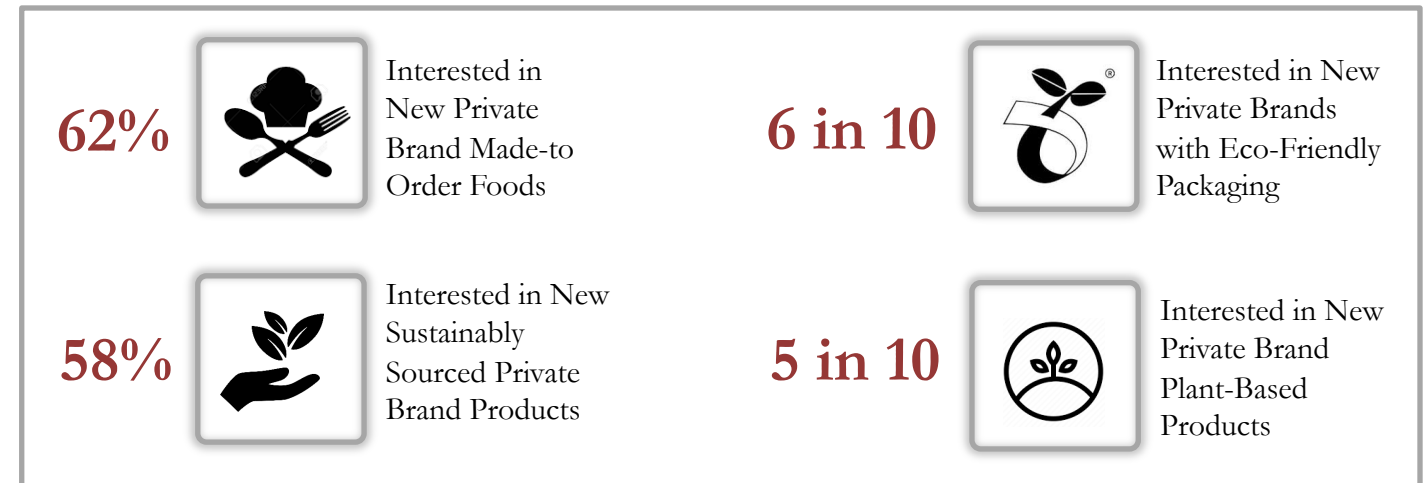 62%
Interested in
New Private
Brand Made-to
Order Foods
6 in 10
®
Interested in New
Private Brands
with Eco-Friendly
Packaging
58%
Interested in New
Sustainably
Sourced Private
Brand Products
5 in 10
Interested in New
Private Brand
Plant-Based
Products